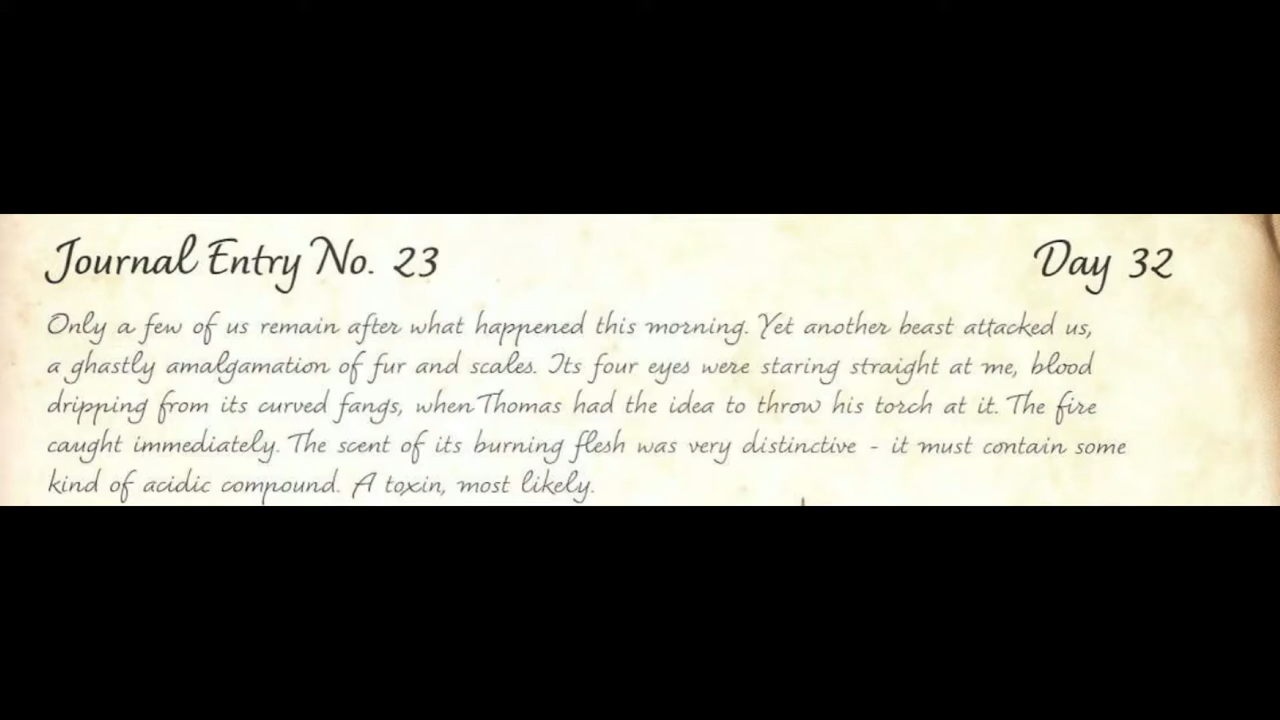 Journal Entry No. 23 Day 32
Only a few of us remain after what happened this morning. Yet another beast attacked us,
a ghastly amalgamation of fur and scales. Its four eyes were staring straight at me, blood
dripping from its curved fangs, when Thomas had the idea to throw his torch at it. The fire
caught immediately. The scent of its burning flesh was very distinctive - it must contain some
kind of acidic compound. A toxin, most likely.